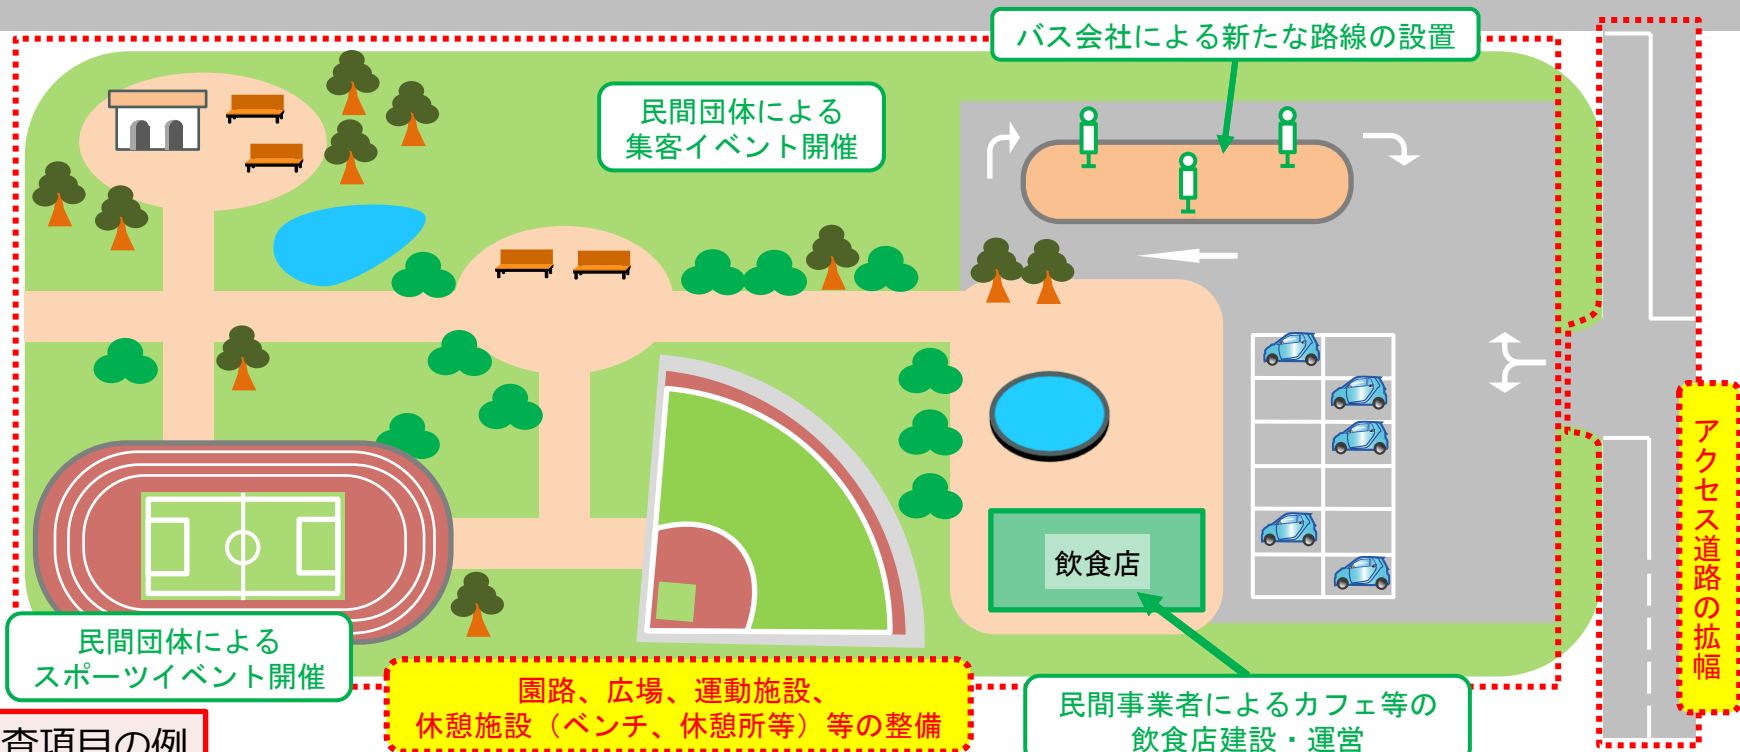 バス会社による新たな路線の設置
民間団体による
集客イベント開催
アクセス道路の拡幅
飲食店
民間団体による
スポーツイベント開催
園路、広場、運動施設、
休憩施設（ベンチ、休憩所等）等の整備
民間事業者によるカフェ等の
飲食店建設・運営
査項目の例